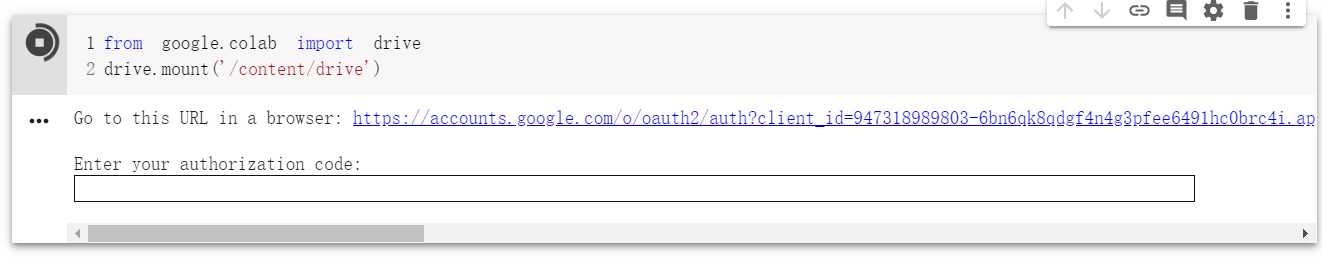 1 from google.colab import drive
2 drive.mount('/content/drive')
Go to this URL in a browser: https://accounts.google.com/o/oauth2/auth?client_id=947318989803-6bn6qk8qdgf4n4g3pfee6491hc0brc4i.ap
Enter your authorization code: